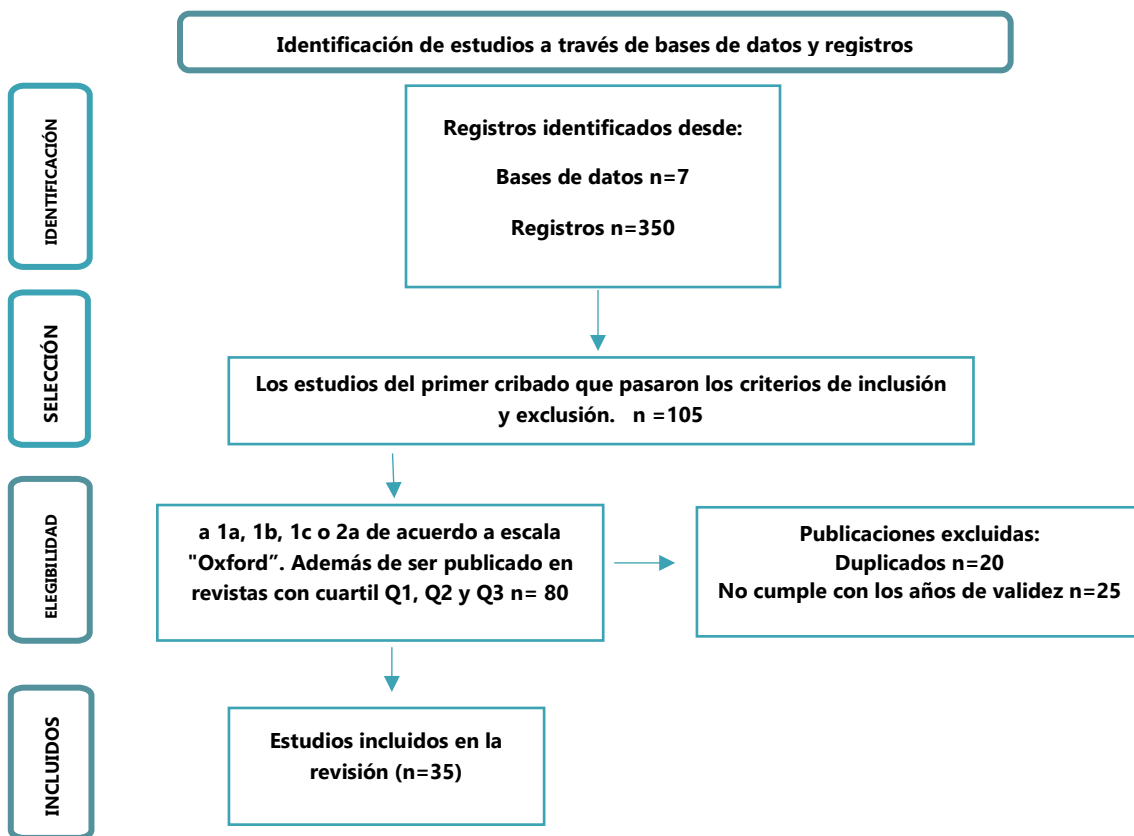 Identificación de estudios a través de bases de datos y registros
IDENTIFICACIÓN
Registros identificados desde:
Bases de datos n=7
Registros n=350
SELECCIÓN
Los estudios del primer cribado que pasaron los criterios de inclusión
y exclusión. n =105
ELEGIBILIDAD
a 1a, 1b, 1c o 2a de acuerdo a escala
"Oxford”. Además de ser publicado en
revistas con cuartil Q1, Q2 y Q3 n= 80
Publicaciones excluidas:
Duplicados n=20
No cumple con los años de validez n=25
INCLUIDOS
Estudios incluidos en la
revisión (n=35)